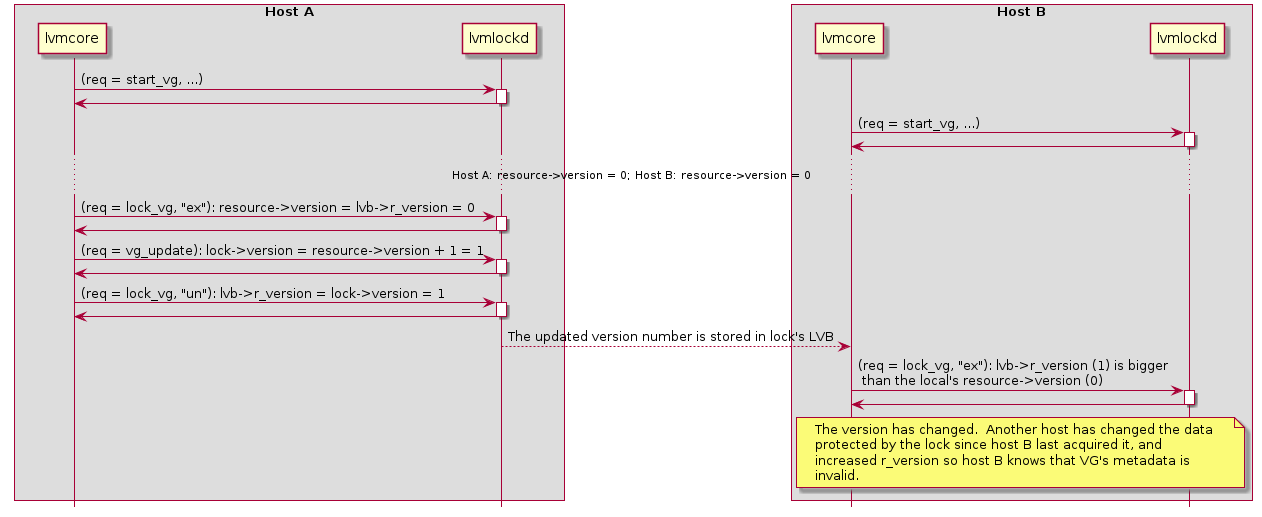 Host A
Host B
lvmcore
lvmlockd
lvmcore
lvmlockd
(req = start_vg, ...)
(req = start_vg, ...)
Host A: resource->version = 0; Host B: resource->version = 0
(req = lock_vg, "ex"): resource->version = lvb->r_version = 0
(req = vg_update): lock->version = resource->version + 1 = 1
(req = lock_vg, "un"): lvb->r_version = lock->version = 1
The updated version number is stored in lock's LVB
(req = lock_vg, "ex"): lvb->r_version (1) is bigger
than the local's resource->version (0)
The version has changed.  Another host has changed the data
protected by the lock since host B last acquired it, and
increased r_version so host B knows that VG's metadata is
invalid.